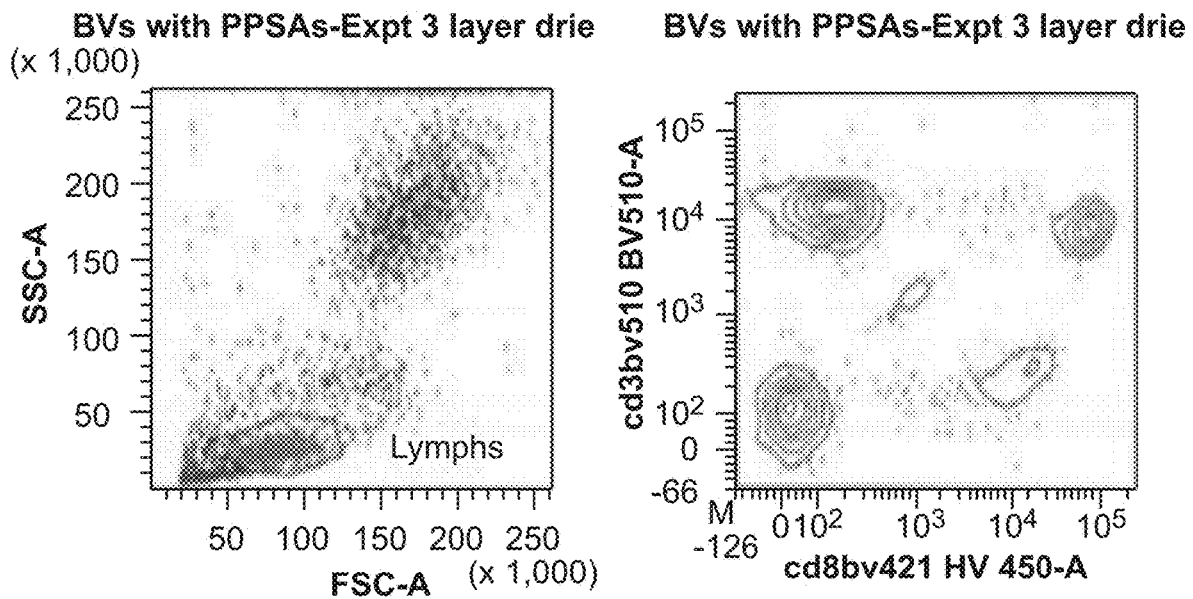 BVs with PPSAs-Expt 3 layer drie
(x 1,000)
250
200
150
100
50
SSC-A
Lymphs
50 100 150 200 250
FSC-A (x 1,000)
BVs with PPSAs-Expt 3 layer drie
10⁵
10⁴
10³
10²
0
-66
cd3bv510 BV510-A
M
-126
0 10² 10³ 10⁴ 10⁵
cd8bv421 HV 450-A